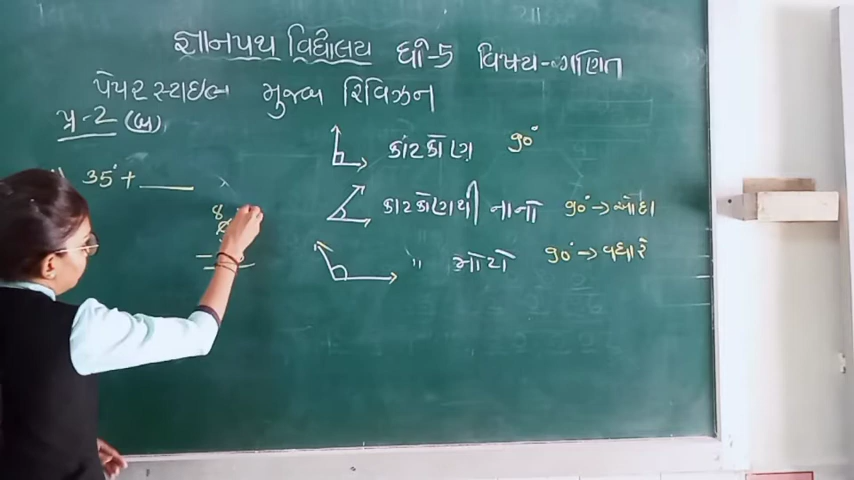 જ્ઞાનપથ વિદ્યાલય ધો-5 વિષય-ગણિત
પેપર સ્ટાઇલ મુજબ રિવિઝન
પ્ર-2 (બ)
35° + ____
કાટકોણ 90°
કાટકોણથી નાનો 90° → ઓછા
" મોટો 90° → વધારે